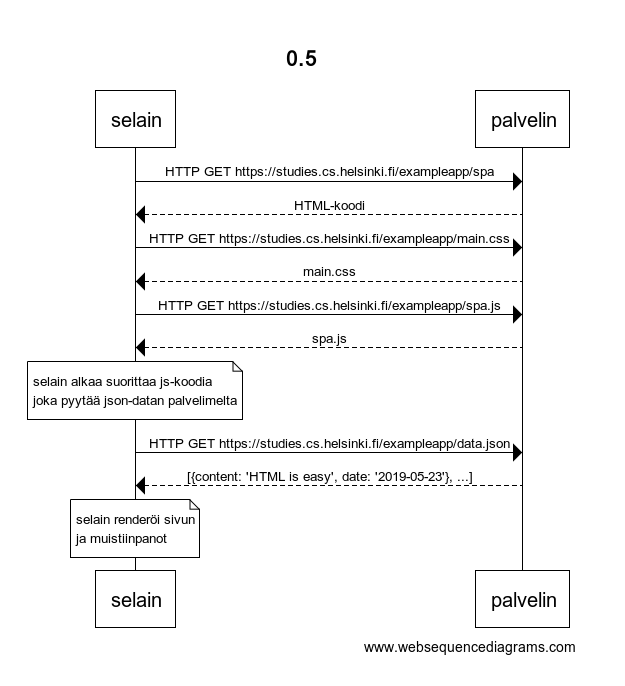 0.5
selain
palvelin
HTTP GET https://studies.cs.helsinki.fi/exampleapp/spa
HTML-koodi
HTTP GET https://studies.cs.helsinki.fi/exampleapp/main.css
main.css
HTTP GET https://studies.cs.helsinki.fi/exampleapp/spa.js
spa.js
selain alkaa suorittaa js-koodia
joka pyytää json-datan palvelimelta
HTTP GET https://studies.cs.helsinki.fi/exampleapp/data.json
[{content: 'HTML is easy', date: '2019-05-23'}, ...]
selain renderöi sivun
ja muistiinpanot
selain
palvelin
www.websequencediagrams.com